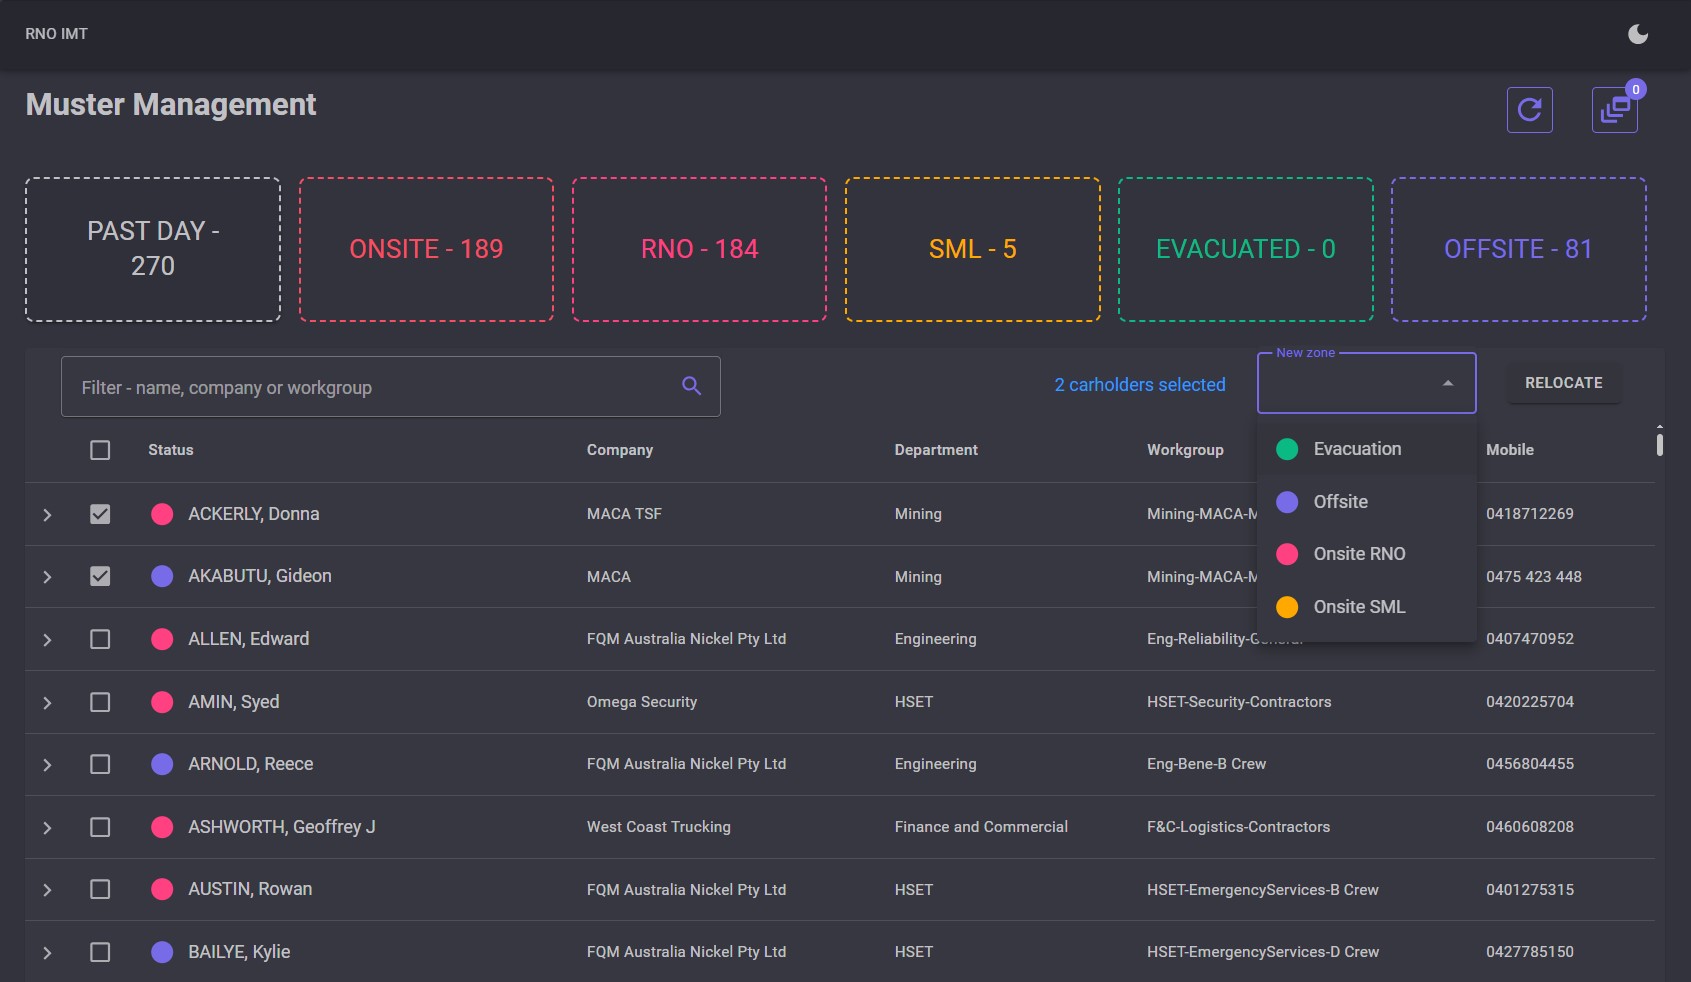 RNO IMT
Muster Management
0
PAST DAY -
270
ONSITE - 189
RNO - 184
SML - 5
EVACUATED - 0
OFFSITE - 81
Filter - name, company or workgroup
2 carholders selected
New zone
RELOCATE
Evacuation
Offsite
Onsite RNO
Onsite SML
Status Company Department Workgroup Mobile
ACKERLY, Donna MACA TSF Mining Mining-MACA-M 0418712269
AKABUTU, Gideon MACA Mining Mining-MACA-M 0475 423 448
ALLEN, Edward FQM Australia Nickel Pty Ltd Engineering Eng-Reliability-General 0407470952
AMIN, Syed Omega Security HSET HSET-Security-Contractors 0420225704
ARNOLD, Reece FQM Australia Nickel Pty Ltd Engineering Eng-Bene-B Crew 0456804455
ASHWORTH, Geoffrey J West Coast Trucking Finance and Commercial F&C-Logistics-Contractors 0460608208
AUSTIN, Rowan FQM Australia Nickel Pty Ltd HSET HSET-EmergencyServices-B Crew 0401275315
BAILYE, Kylie FQM Australia Nickel Pty Ltd HSET HSET-EmergencyServices-D Crew 0427785150